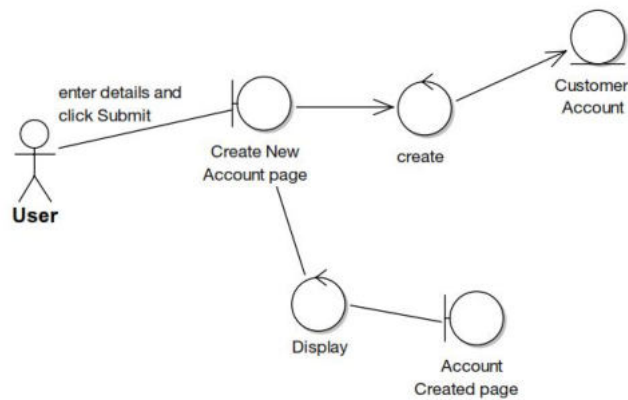 enter details and
click Submit
User
Create New
Account page
create
Customer
Account
Display
Account
Created page